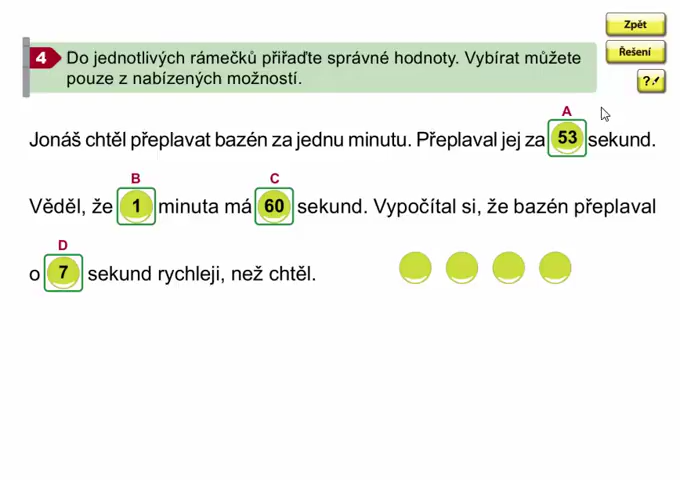 Zpět
4 Do jednotlivých rámečků přiřaďte správné hodnoty. Vybírat můžete
Řešení
pouze z nabízených možností.
?
A
Jonáš chtěl přeplavat bazén za jednu minutu. Přeplaval jej za 53 sekund.
B C
Věděl, že 1 minuta má 60 sekund. Vypočítal si, že bazén přeplaval
D
o 7 sekund rychleji, než chtěl.